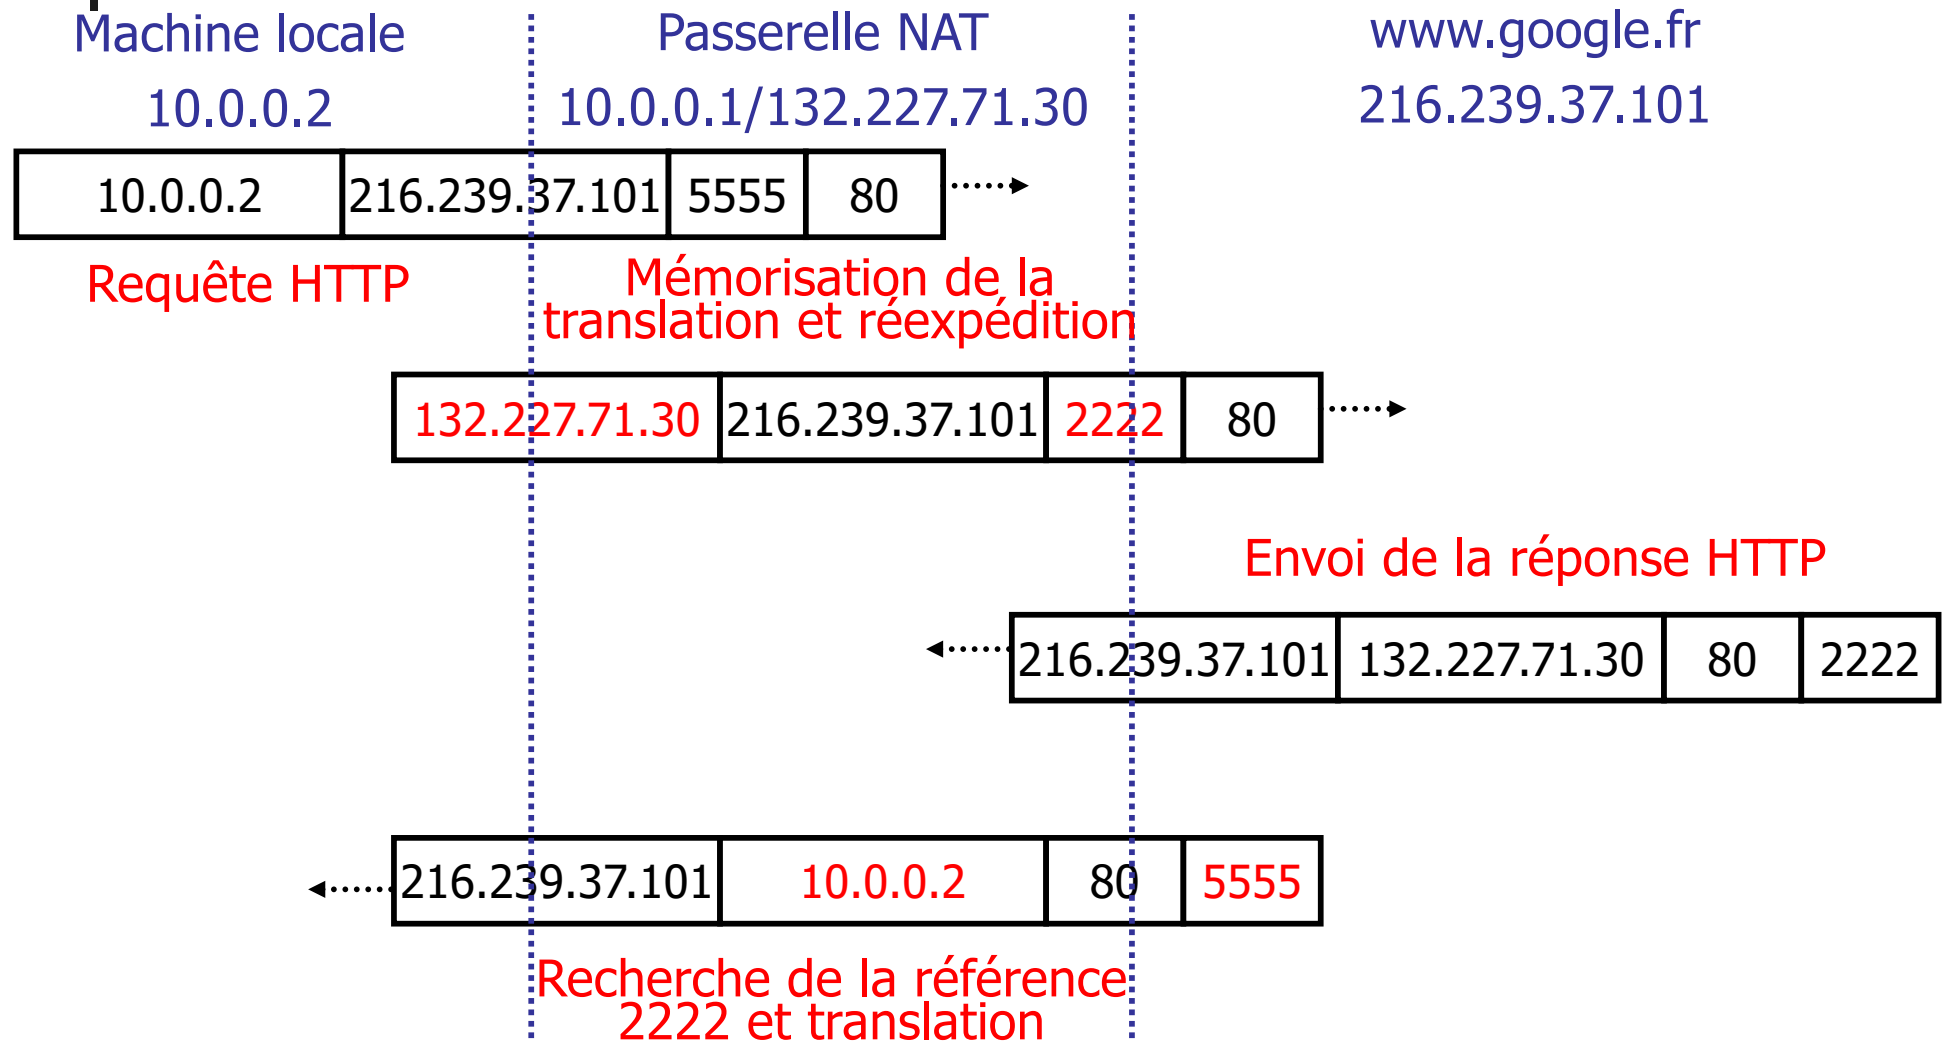 Machine locale
Passerelle NAT
www.google.fr
10.0.0.2
10.0.0.1/132.227.71.30
216.239.37.101
10.0.0.2 216.239.37.101 5555 80
Requête HTTP
Mémorisation de la
translation et réexpédition
132.227.71.30 216.239.37.101 2222 80
Envoi de la réponse HTTP
216.239.37.101 132.227.71.30 80 2222
216.239.37.101 10.0.0.2 80 5555
Recherche de la référence
2222 et translation